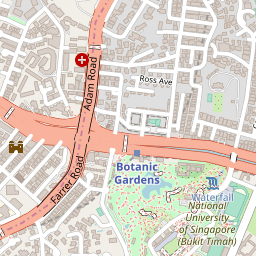 Ross Ave
Adam Road
Farrer Road
Botanic
Gardens
Waterfall
National
University
of Singapore
(Bukit Timah)